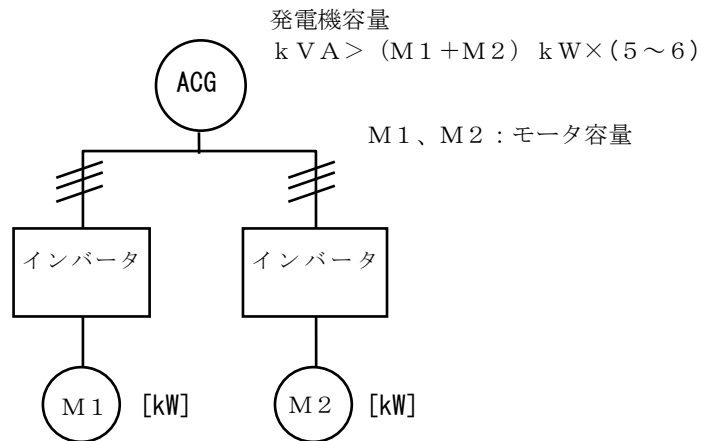 発電機容量
ｋＶＡ＞（Ｍ１＋Ｍ２）ｋＷ×（５～６）
ACG
Ｍ１、Ｍ２：モータ容量
インバータ
インバータ
Ｍ１ [kW]
Ｍ２ [kW]